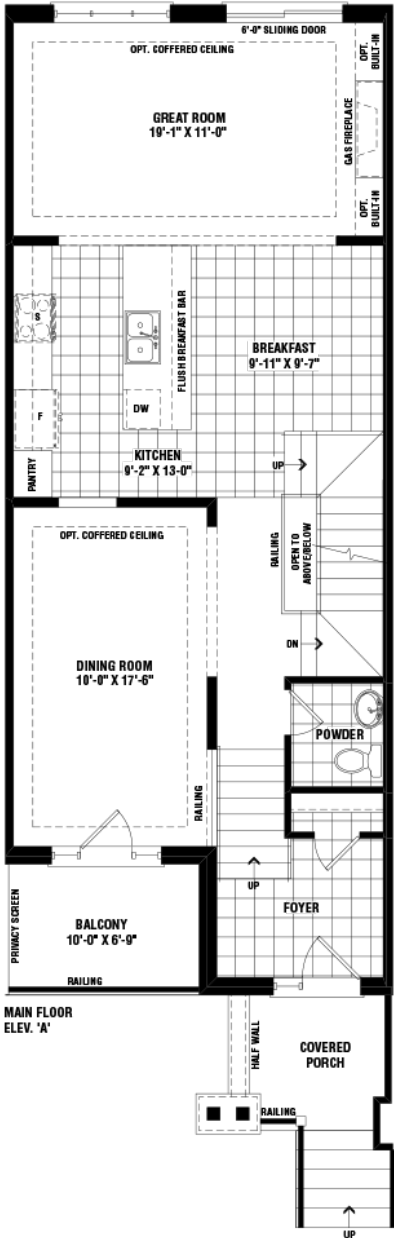 6'-0" SLIDING DOOR
OPT. COFFERED CEILING
OPT.
BUILT-IN
GREAT ROOM
19'-1" X 11'-0"
GAS FIREPLACE
OPT.
BUILT-IN
S
FLUSH BREAKFAST BAR
BREAKFAST
9'-11" X 9'-7"
F
DW
KITCHEN
9'-2" X 13'-0"
PANTRY
UP
OPT. COFFERED CEILING
RAILING
OPEN TO
ABOVE/BELOW
DN
DINING ROOM
10'-0" X 17'-6"
POWDER
RAILING
UP
FOYER
PRIVACY SCREEN
BALCONY
10'-0" X 6'-9"
RAILING
MAIN FLOOR
ELEV. 'A'
HALF WALL
COVERED
PORCH
RAILING
UP